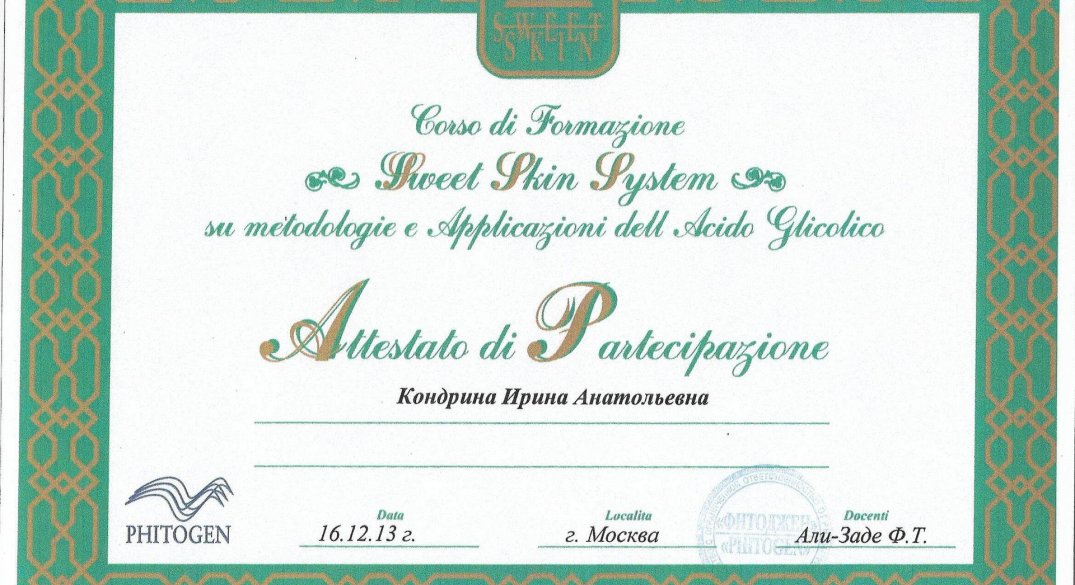 SWEET
SKIN
Corso di Formazione
Sweet Skin System
su metodologie e Applicazioni dell Acido Glicolico
Attestato di Partecipazione
Кондрина Ирина Анатольевна
PHITOGEN
Data
16.12.13 г.
Localita
г. Москва
«ФИТОДЖЕН»
«PHITOGEN»
Docenti
Али-Заде Ф.Т.